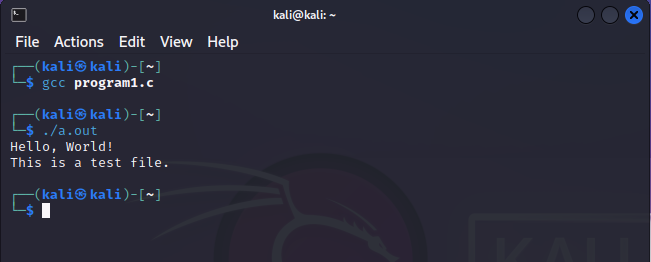 kali@kali: ~
File Actions Edit View Help
┌──(kali㉿kali)-[~]
└─$ gcc program1.c
┌──(kali㉿kali)-[~]
└─$ ./a.out
Hello, World!
This is a test file.
┌──(kali㉿kali)-[~]
└─$
KALI